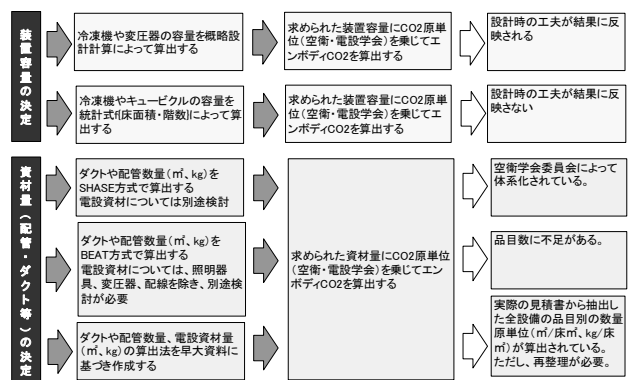 装置容量の決定
冷凍機や変圧器の容量を概略設
計計算によって算出する
求められた装置容量にCO2原単
位(空衛・電設学会)を乗じてエ
ンボディCO2を算出する
設計時の工夫が結果に反
映される
冷凍機やキュービクルの容量を
統計式f(床面積・階数)によって算
出する
求められた装置容量にCO2原単
位(空衛・電設学会)を乗じてエ
ンボディCO2を算出する
設計時の工夫が結果に反
映さない
資材量(配管・ダクト等)の決定
ダクトや配管数量(㎡、kg)を
SHASE方式で算出する
電設資材については別途検討
空衛学会委員会によって
体系化されている。
ダクトや配管数量(㎡、kg)を
BEAT方式で算出する
電設資材については、照明器
具、変圧器、配線を除き、別途検
討が必要
求められた資材量にCO2原単位
(空衛・電設学会)を乗じてエン
ボディCO2を算出する
品目数に不足がある。
ダクトや配管数量、電設資材量
(㎡、kg)の算出法を早大資料に
基づき作成する
実際の見積書から抽出し
た全設備の品目別の数量
原単位(㎡/床㎡、kg/床
㎡)が算出されている。
ただし、再整理が必要。